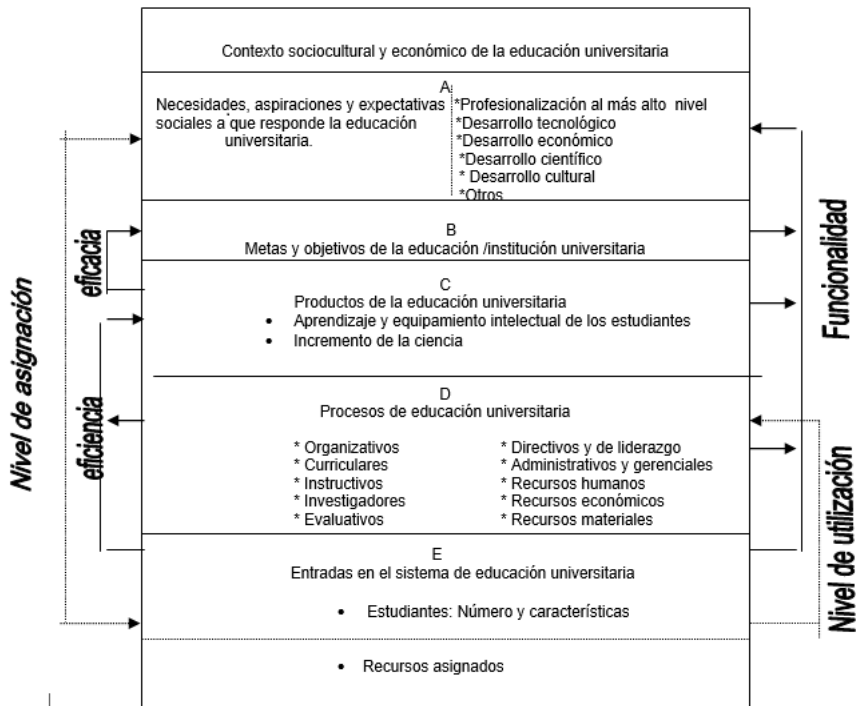 Contexto sociocultural y económico de la educación universitaria
A
Necesidades, aspiraciones y expectativas
sociales a que responde la educación
universitaria.
*Profesionalización al más alto nivel
*Desarrollo tecnológico
*Desarrollo económico
*Desarrollo científico
* Desarrollo cultural
*Otros
B
Metas y objetivos de la educación /institución universitaria
C
Productos de la educación universitaria
• Aprendizaje y equipamiento intelectual de los estudiantes
• Incremento de la ciencia
D
Procesos de educación universitaria
* Organizativos
* Curriculares
* Instructivos
* Investigadores
* Evaluativos
* Directivos y de liderazgo
* Administrativos y gerenciales
* Recursos humanos
* Recursos económicos
* Recursos materiales
E
Entradas en el sistema de educación universitaria
• Estudiantes: Número y características
• Recursos asignados
Nivel de asignación
eficacia
eficiencia
Funcionalidad
Nivel de utilización